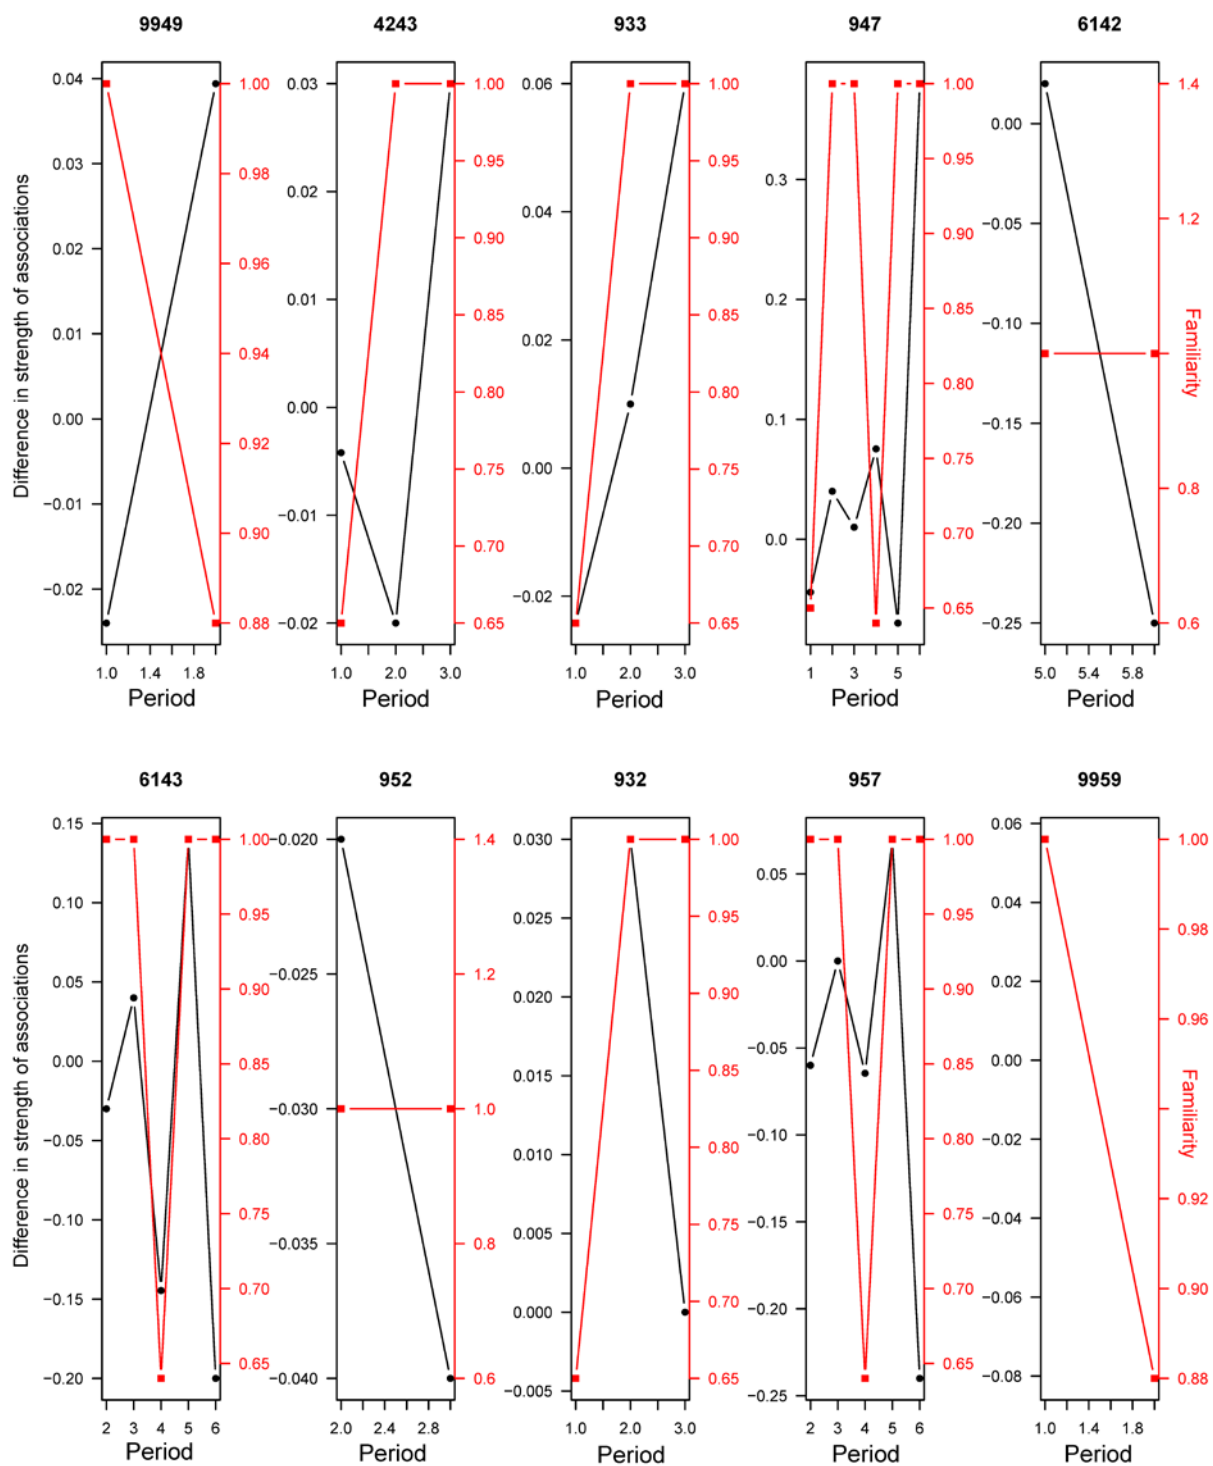 9949 4243 933 947 6142
Difference in strength of associations
0.04 0.03 0.02 0.01 0.00 −0.01 −0.02
1.00 0.98 0.96 0.94 0.92 0.90 0.88
1.0 1.4 1.8
Period
0.03 0.02 0.01 0.00 −0.01 −0.02
1.00 0.95 0.90 0.85 0.80 0.75 0.70 0.65
1.0 2.0 3.0
Period
0.06 0.04 0.02 0.00 −0.02
1.00 0.95 0.90 0.85 0.80 0.75 0.70 0.65
1.0 2.0 3.0
Period
0.3 0.2 0.1 0.0
1.00 0.95 0.90 0.85 0.80 0.75 0.70 0.65
1 3 5
Period
0.00 −0.05 −0.10 −0.15 −0.20 −0.25
1.4 1.2 0.8 0.6
Familiarity
5.0 5.4 5.8
Period
6143 952 932 957 9959
Difference in strength of associations
0.15 0.10 0.05 0.00 −0.05 −0.10 −0.15 −0.20
1.00 0.95 0.90 0.85 0.80 0.75 0.70 0.65
2 3 4 5 6
Period
−0.020 −0.025 −0.030 −0.035 −0.040
1.4 1.2 1.0 0.8 0.6
2.0 2.4 2.8
Period
0.030 0.025 0.020 0.015 0.010 0.005 0.000 −0.005
1.00 0.95 0.90 0.85 0.80 0.75 0.70 0.65
1.0 2.0 3.0
Period
0.05 0.00 −0.05 −0.10 −0.15 −0.20 −0.25
1.00 0.95 0.90 0.85 0.80 0.75 0.70 0.65
2 3 4 5 6
Period
0.06 0.04 0.02 0.00 −0.02 −0.04 −0.06 −0.08
1.00 0.98 0.96 0.92 0.90 0.88
Familiarity
1.0 1.4 1.8
Period